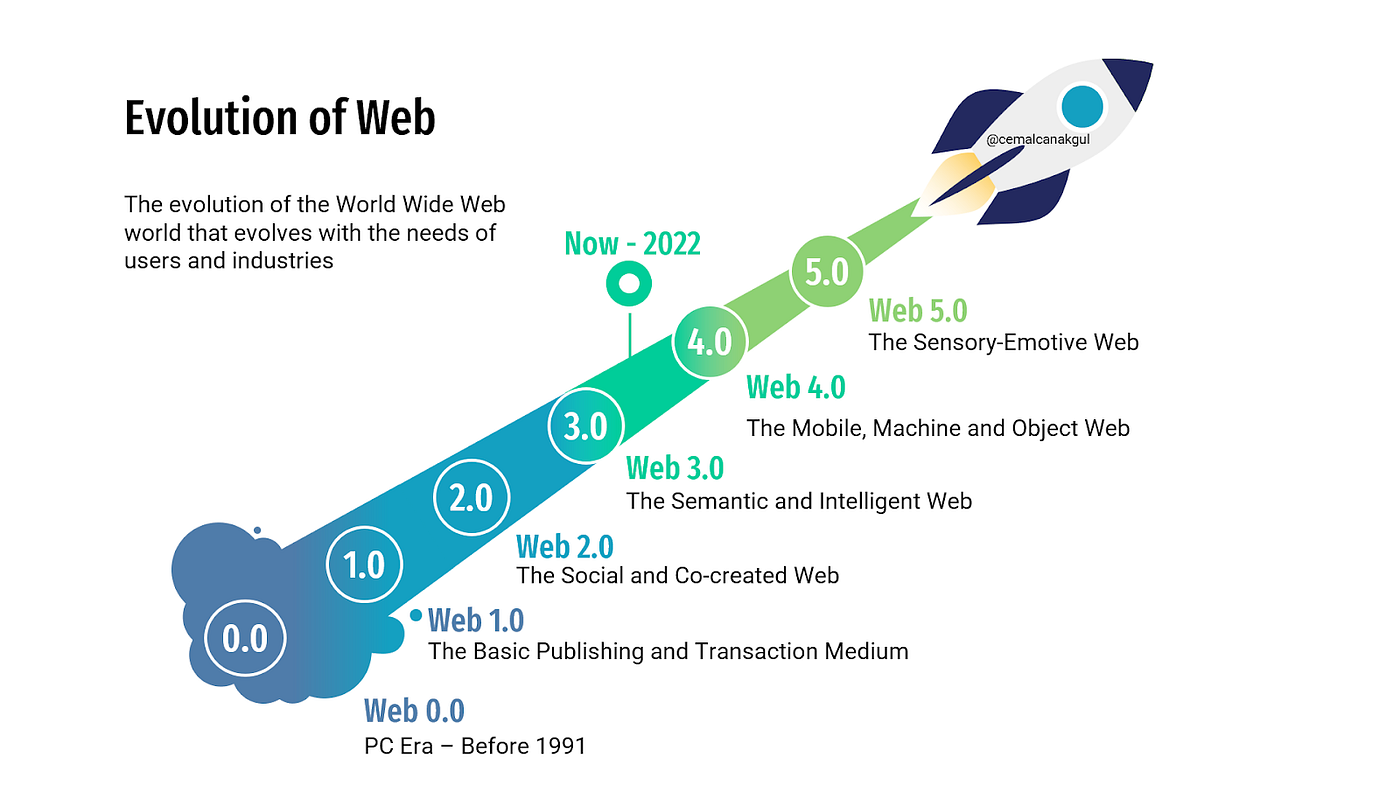 Evolution of Web
The evolution of the World Wide Web
world that evolves with the needs of
users and industries
@cemalcanakgul
Now - 2022
5.0
Web 5.0
The Sensory-Emotive Web
4.0
Web 4.0
The Mobile, Machine and Object Web
3.0
Web 3.0
The Semantic and Intelligent Web
2.0
Web 2.0
The Social and Co-created Web
1.0
Web 1.0
The Basic Publishing and Transaction Medium
0.0
Web 0.0
PC Era – Before 1991